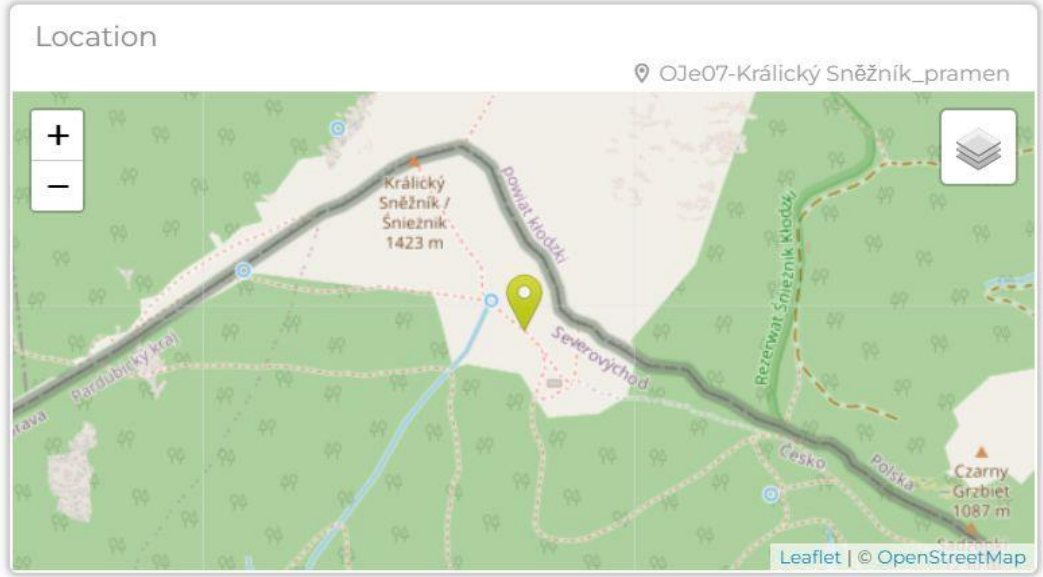 Location
OJe07-Králický Sněžník_pramen
+
−
Králický
Sněžník /
Śnieżnik
1423 m
powiat kłodzki
Rezerwat Śnieżnik Kłodzki
Severovýchod
Pardubický kraj
Česko
Polska
Czarny
Grzbiet
1087 m
Leaflet | © OpenStreetMap